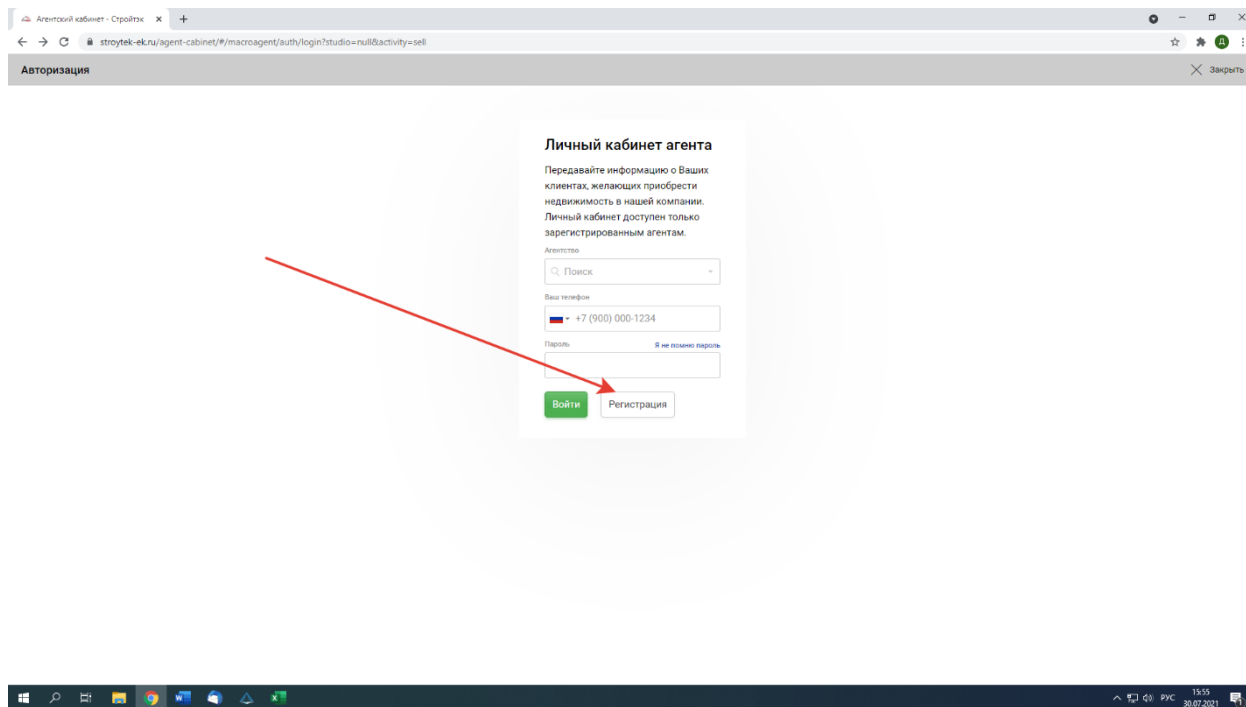 Агентский кабинет - Стройтэк
stroytek-ek.ru/agent-cabinet/#/macroagent/auth/login?studio=null&activity=sell
Д
Авторизация
Закрыть
Личный кабинет агента
Передавайте информацию о Ваших
клиентах, желающих приобрести
недвижимость в нашей компании.
Личный кабинет доступен только
зарегистрированным агентам.
Агентство
Поиск
Ваш телефон
+7 (900) 000-1234
Пароль
Я не помню пароль
Войти
Регистрация
РУС
15:55
30.07.2021